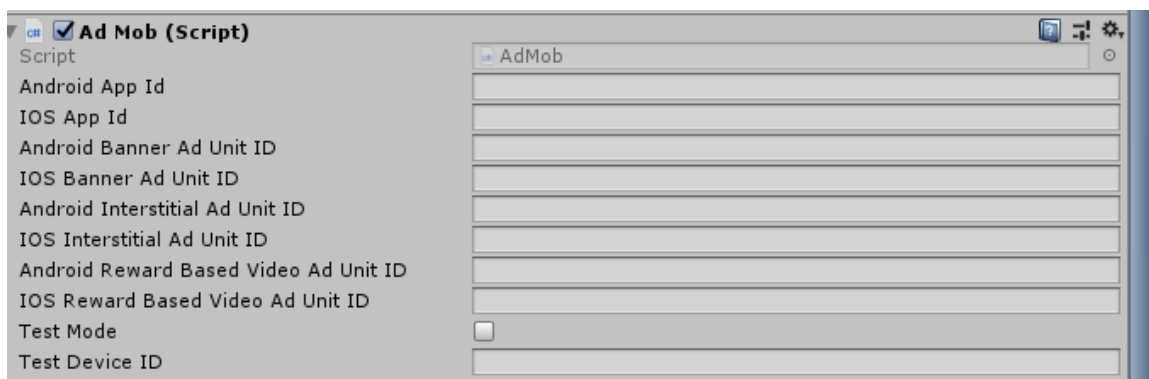 Ad Mob (Script)
Script AdMob
Android App Id
IOS App Id
Android Banner Ad Unit ID
IOS Banner Ad Unit ID
Android Interstitial Ad Unit ID
IOS Interstitial Ad Unit ID
Android Reward Based Video Ad Unit ID
IOS Reward Based Video Ad Unit ID
Test Mode
Test Device ID